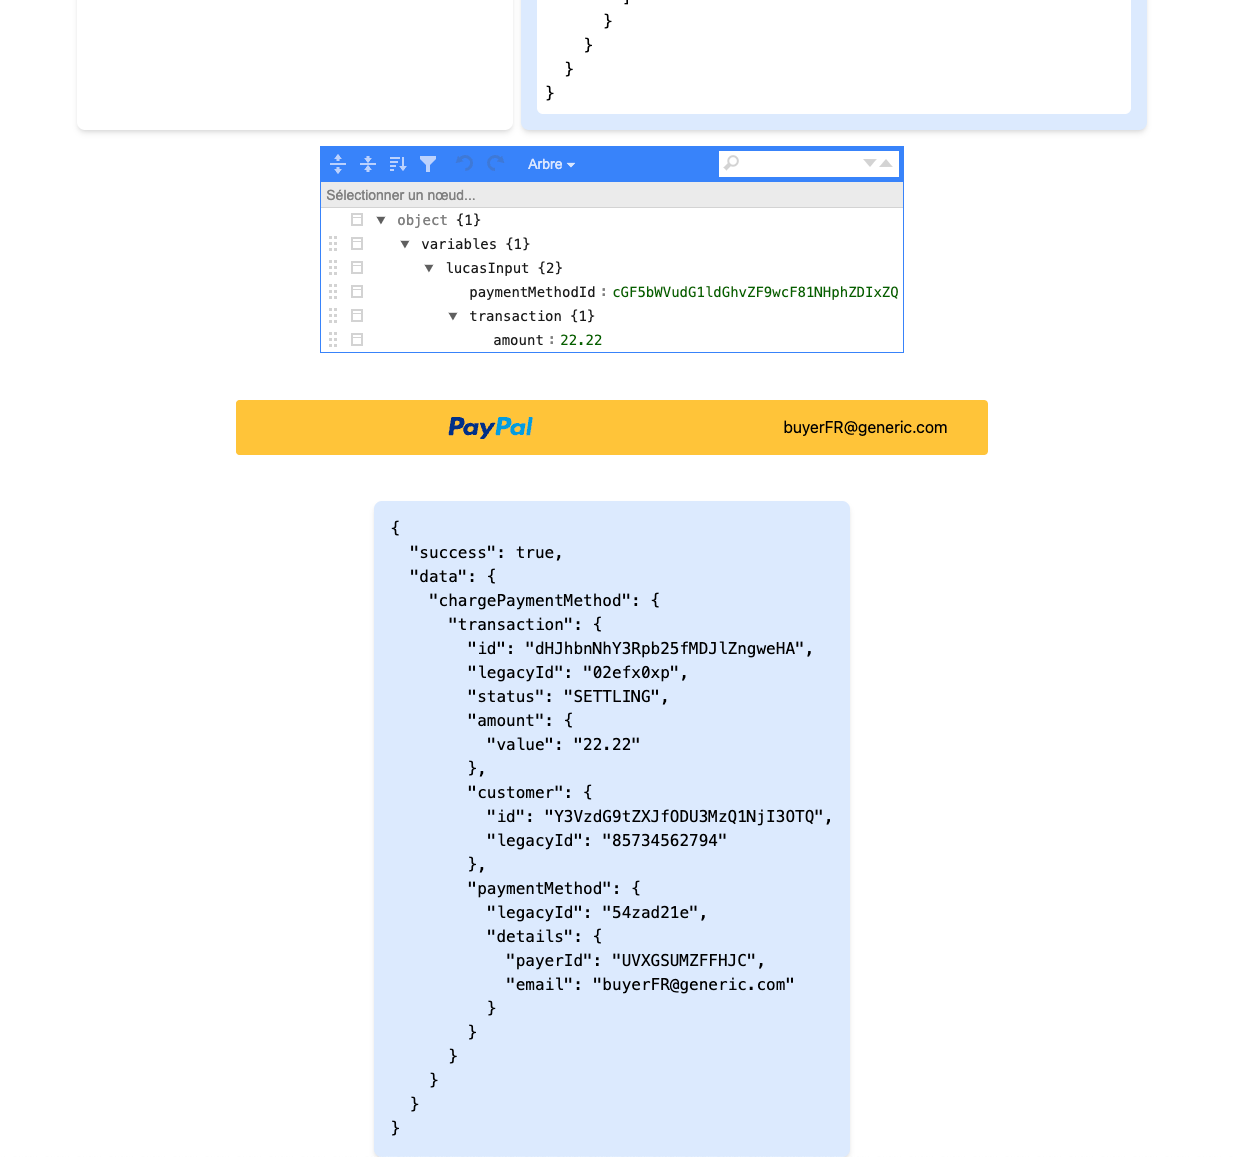 }
}
}
}
Arbre
Sélectionner un nœud...
object {1}
variables {1}
lucasInput {2}
paymentMethodId : cGF5bWVudG1ldGhvZF9wcF81NHphZDIxZQ
transaction {1}
amount : 22.22
PayPal buyerFR@generic.com
{
"success": true,
"data": {
"chargePaymentMethod": {
"transaction": {
"id": "dHJhbnNhY3Rpb25fMDJlZngweHA",
"legacyId": "02efx0xp",
"status": "SETTLING",
"amount": {
"value": "22.22"
},
"customer": {
"id": "Y3VzdG9tZXJfODU3MzQ1NjI3OTQ",
"legacyId": "85734562794"
},
"paymentMethod": {
"legacyId": "54zad21e",
"details": {
"payerId": "UVXGSUMZFFHJC",
"email": "buyerFR@generic.com"
}
}
}
}
}
}